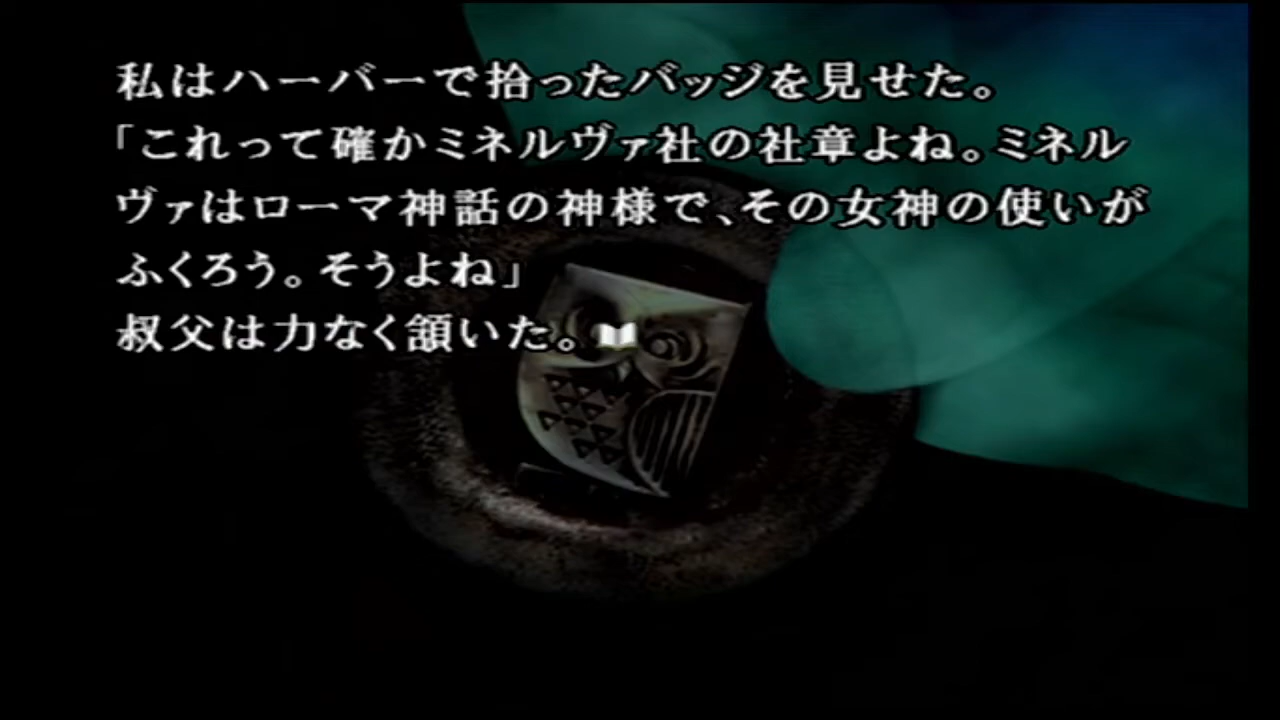 私はハーバーで拾ったバッジを見せた。
「これって確かミネルヴァ社の社章よね。ミネル
ヴァはローマ神話の神様で、その女神の使いが
ふくろう。そうよね」
叔父は力なく頷いた。